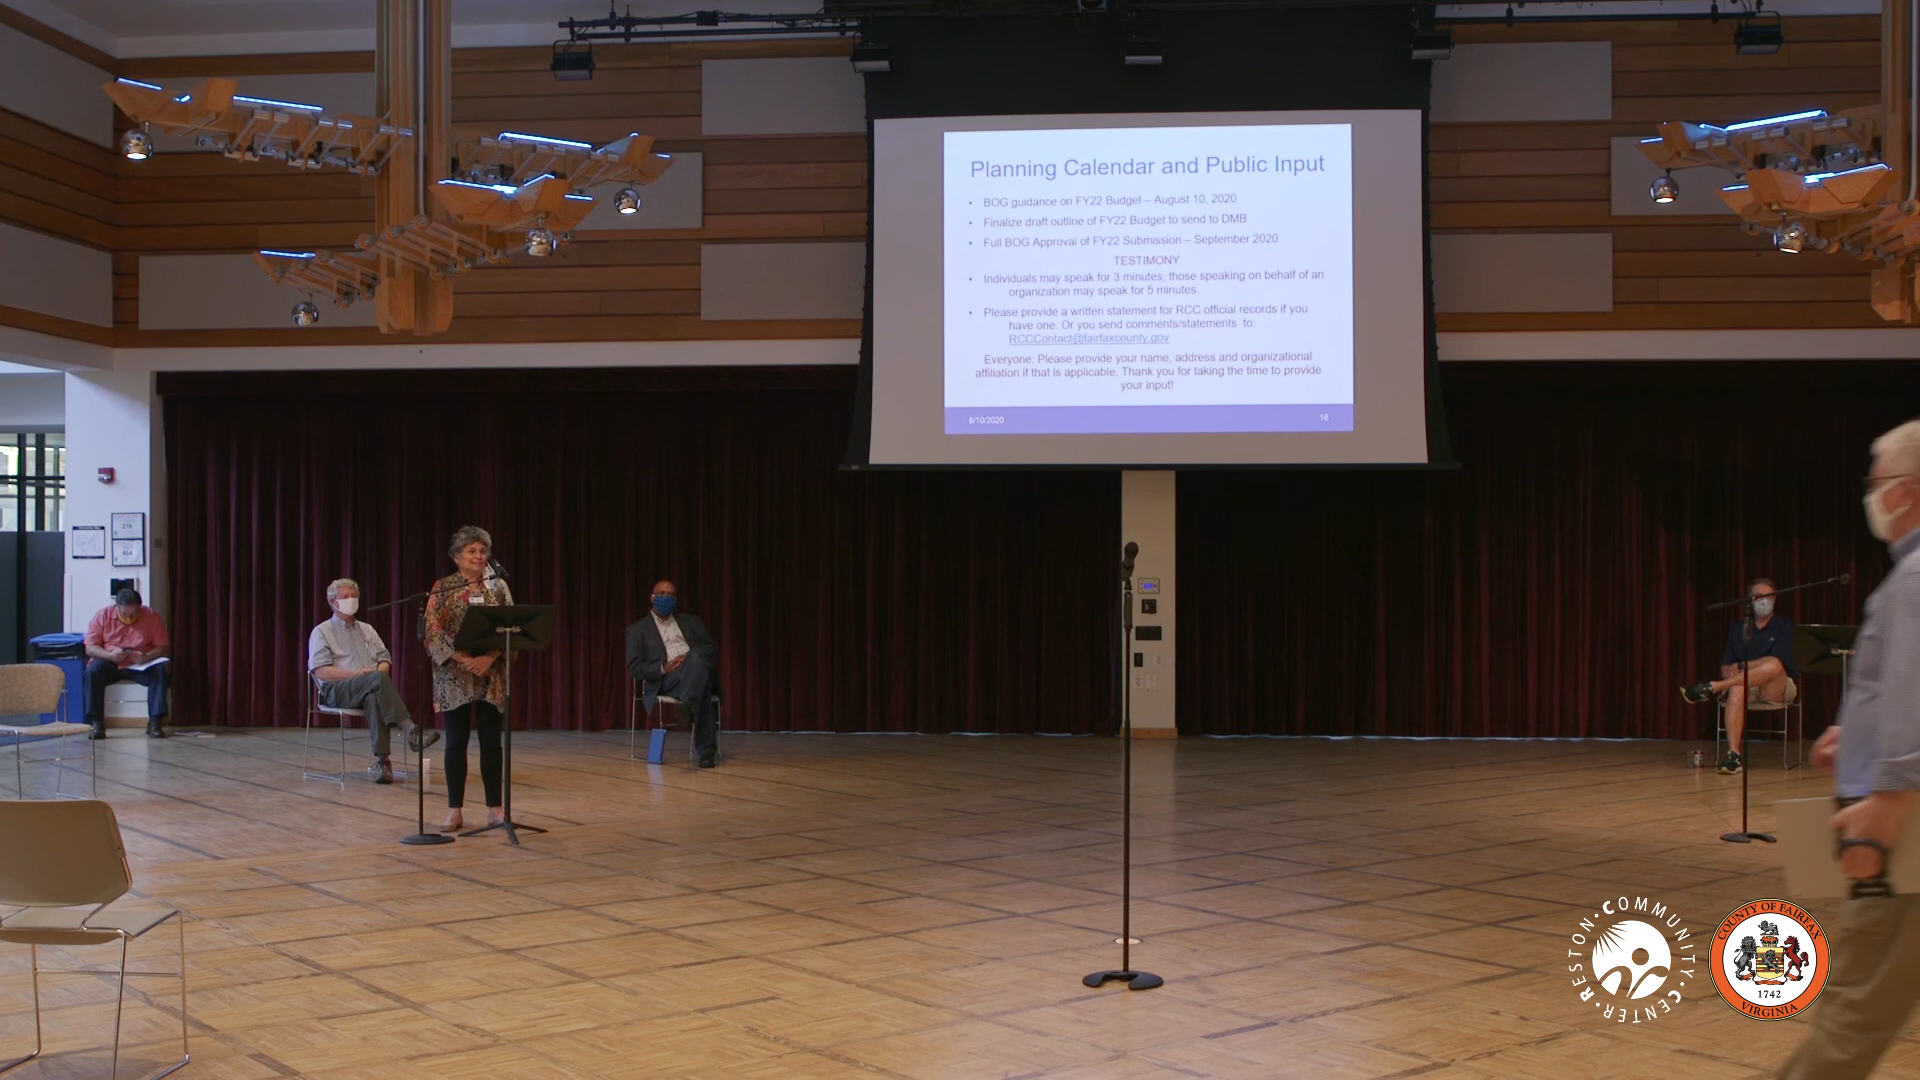 Planning Calendar and Public Input
• BOG guidance on FY22 Budget – August 10, 2020
• Finalize draft outline of FY22 Budget to send to DMB
• Full BOG Approval of FY22 Submission – September 2020
TESTIMONY
• Individuals may speak for 3 minutes; those speaking on behalf of an
organization may speak for 5 minutes.
• Please provide a written statement for RCC official records if you
have one. Or you send comments/statements to:
RCCContact@fairfaxcounty.gov
Everyone: Please provide your name, address and organizational
affiliation if that is applicable. Thank you for taking the time to provide
your input!
8/10/2020 16
RESTON • COMMUNITY • CENTER •
COUNTY OF FAIRFAX
1742
VIRGINIA